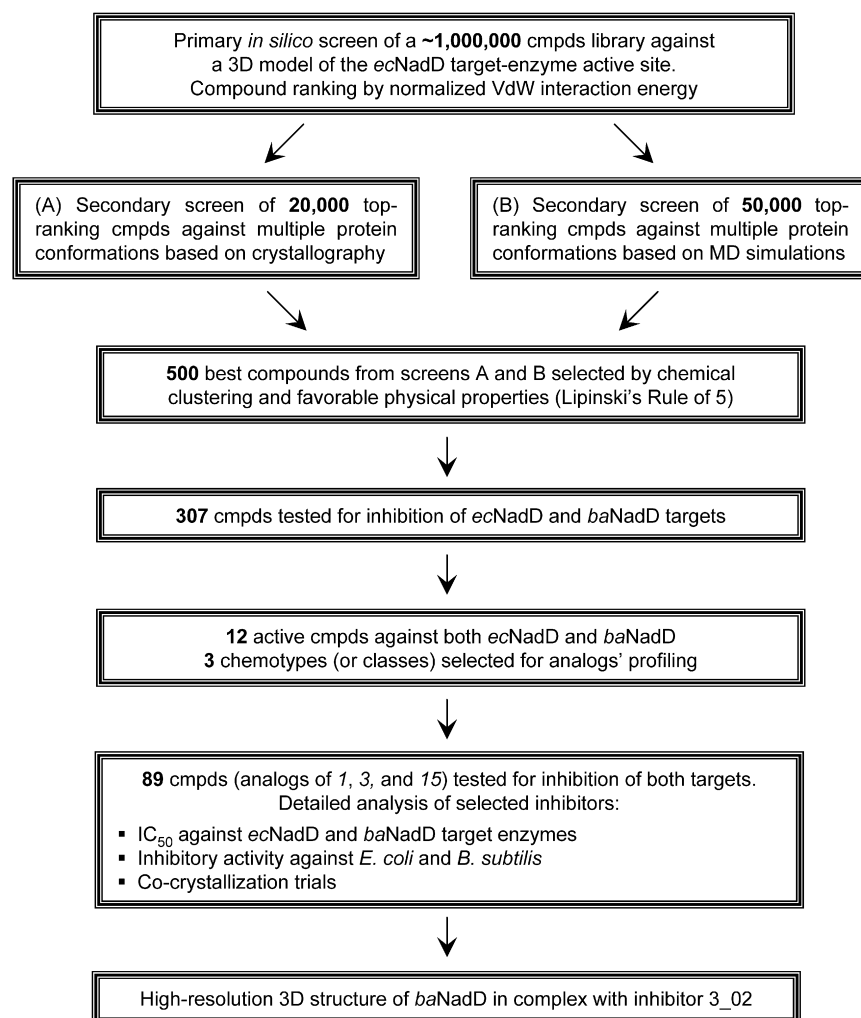 Primary in silico screen of a ~1,000,000 cmpds library against
a 3D model of the ecNadD target-enzyme active site.
Compound ranking by normalized VdW interaction energy
(A) Secondary screen of 20,000 top-
ranking cmpds against multiple protein
conformations based on crystallography
(B) Secondary screen of 50,000 top-
ranking cmpds against multiple protein
conformations based on MD simulations
500 best compounds from screens A and B selected by chemical
clustering and favorable physical properties (Lipinski's Rule of 5)
307 cmpds tested for inhibition of ecNadD and baNadD targets
12 active cmpds against both ecNadD and baNadD
3 chemotypes (or classes) selected for analogs' profiling
89 cmpds (analogs of 1, 3, and 15) tested for inhibition of both targets.
Detailed analysis of selected inhibitors:
▪ IC50 against ecNadD and baNadD target enzymes
▪ Inhibitory activity against E. coli and B. subtilis
▪ Co-crystallization trials
High-resolution 3D structure of baNadD in complex with inhibitor 3_02